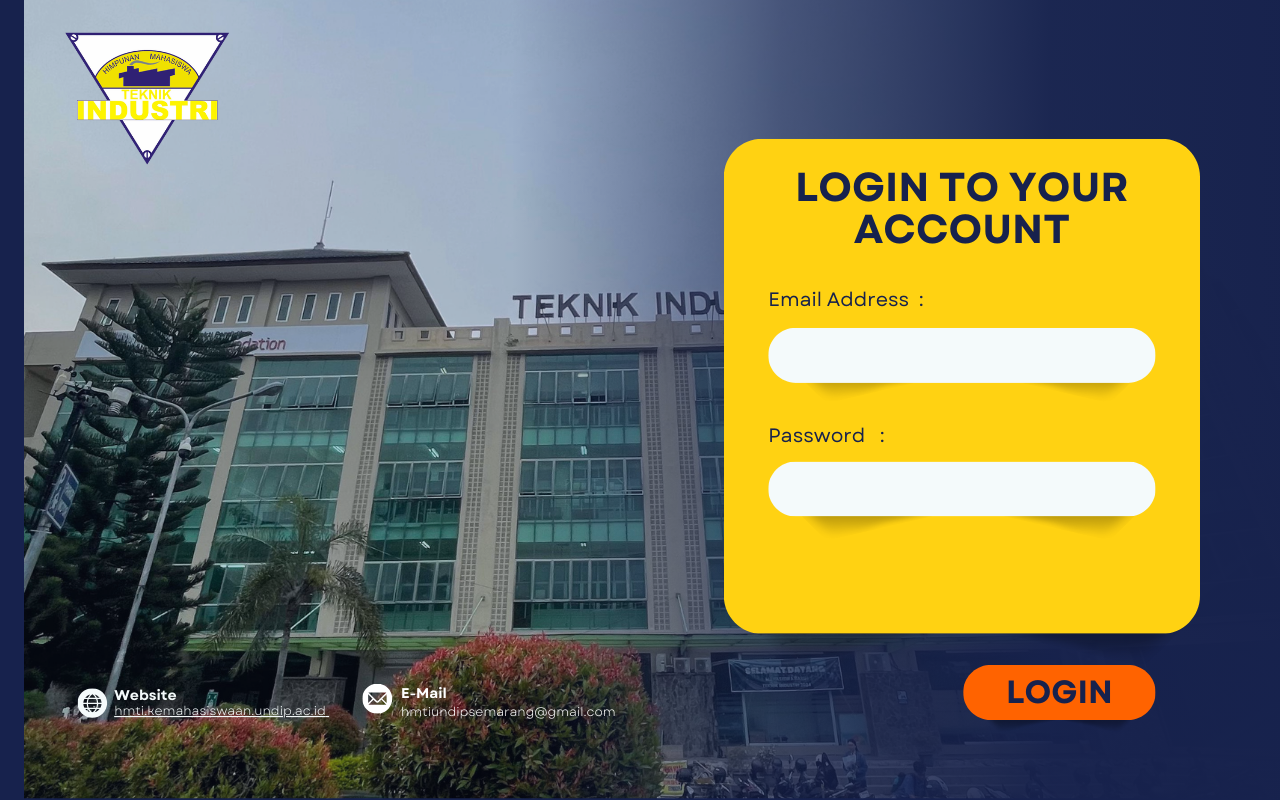 HIMPUNAN MAHASISWA
TEKNIK
INDUSTRI
LOGIN TO YOUR
ACCOUNT
Email Address :
Password :
TEKNIK INDU
dation
SELAMAT DATANG
LOGIN
Website
hmti.kemahasiswaan.undip.ac.id
E-Mail
hmtiundipsemarang@gmail.com